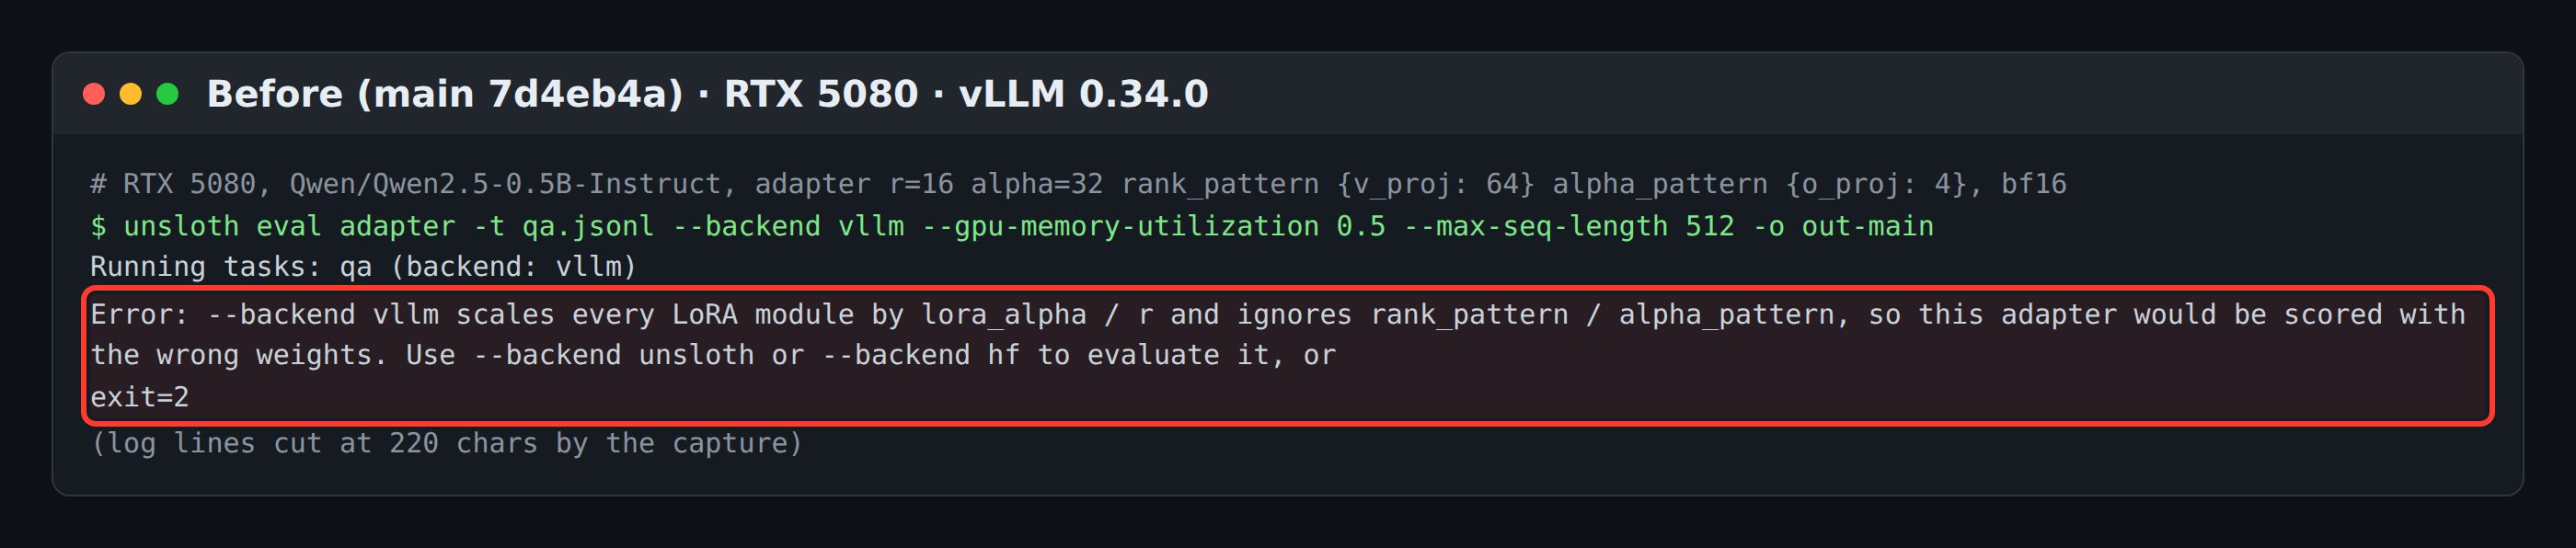 Before (main 7d4eb4a) · RTX 5080 · vLLM 0.34.0
# RTX 5080, Qwen/Qwen2.5-0.5B-Instruct, adapter r=16 alpha=32 rank_pattern {v_proj: 64} alpha_pattern {o_proj: 4}, bf16
$ unsloth eval adapter -t qa.jsonl --backend vllm --gpu-memory-utilization 0.5 --max-seq-length 512 -o out-main
Running tasks: qa (backend: vllm)
Error: --backend vllm scales every LoRA module by lora_alpha / r and ignores rank_pattern / alpha_pattern, so this adapter would be scored with
the wrong weights. Use --backend unsloth or --backend hf to evaluate it, or
exit=2
(log lines cut at 220 chars by the capture)